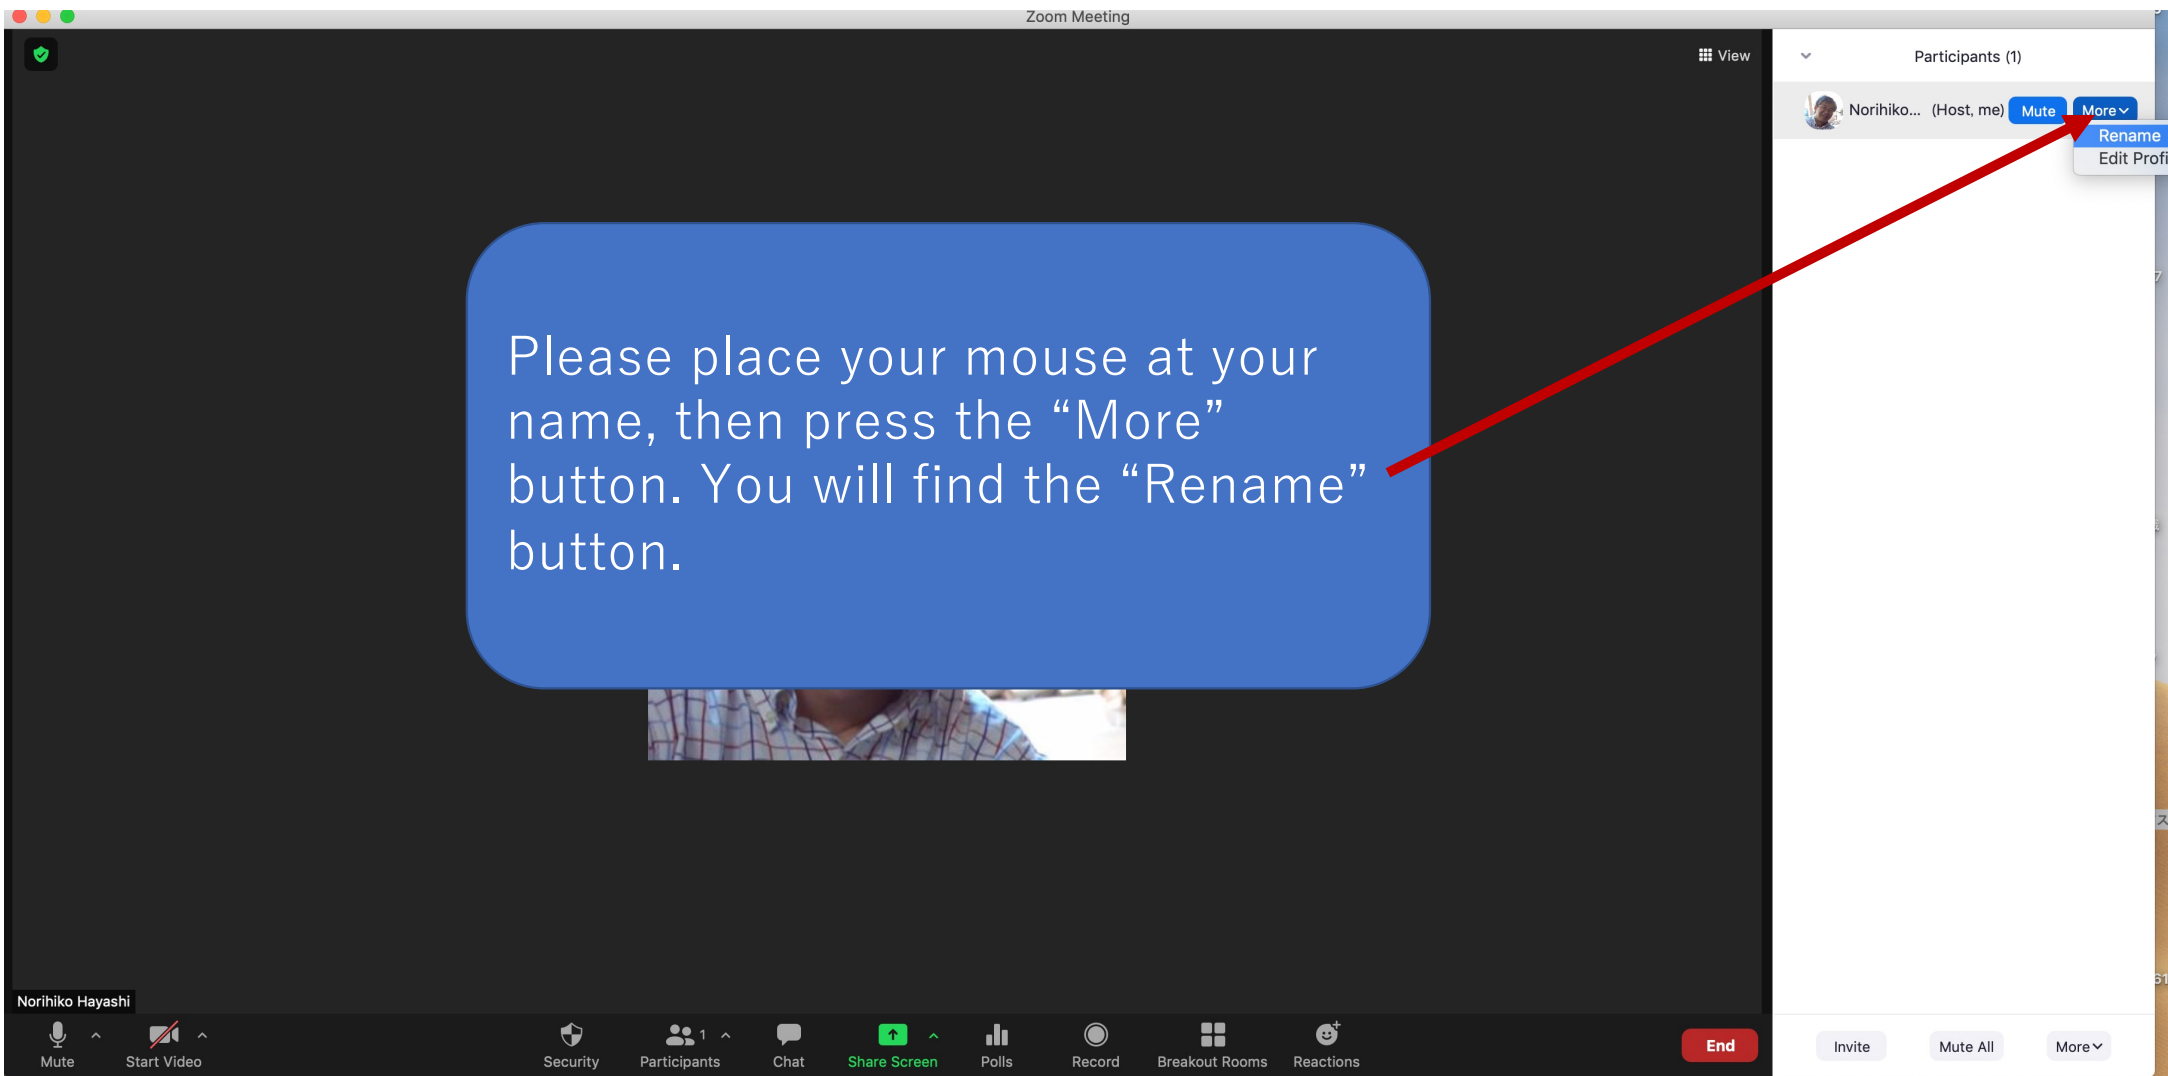 Zoom Meeting
View
Participants (1)
Norihiko... (Host, me) Mute More
Rename
Edit Profi
Please place your mouse at your
name, then press the “More”
button. You will find the “Rename”
button.
Norihiko Hayashi
Mute
Start Video
Security
1
Participants
Chat
Share Screen
Polls
Record
Breakout Rooms
Reactions
End
Invite
Mute All
More